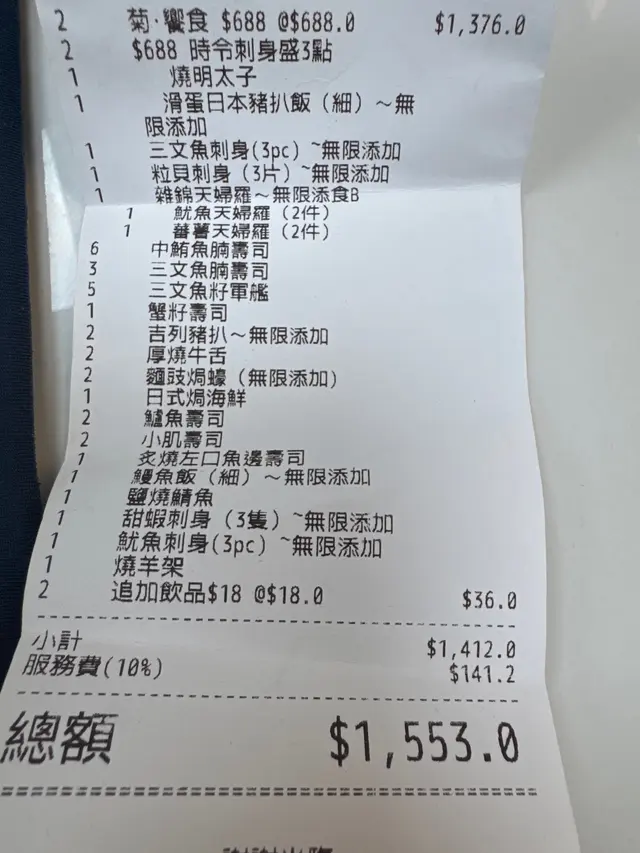 2 菊·饗食 $688 @$688.0 $1,376.0
2 $688 時令刺身盛3點
1 燒明太子
1 滑蛋日本豬扒飯（細）～無
限添加
1 三文魚刺身(3pc) ~無限添加
1 粒貝刺身（3片）~無限添加
1 雜錦天婦羅～無限添食B
1 魷魚天婦羅（2件）
1 蕃薯天婦羅（2件）
6 中鮪魚腩壽司
3 三文魚腩壽司
5 三文魚籽軍艦
1 蟹籽壽司
2 吉列豬扒～無限添加
2 厚燒牛舌
2 麵豉焗蠔（無限添加）
1 日式焗海鮮
2 鱸魚壽司
2 小肌壽司
1 炙燒左口魚邊壽司
1 鰻魚飯（細）～無限添加
1 鹽燒鯖魚
1 甜蝦刺身（3隻）~無限添加
1 魷魚刺身(3pc) ~無限添加
1 燒羊架
2 追加飲品$18 @$18.0 $36.0
小計 $1,412.0
服務費(10%) $141.2
總額 $1,553.0